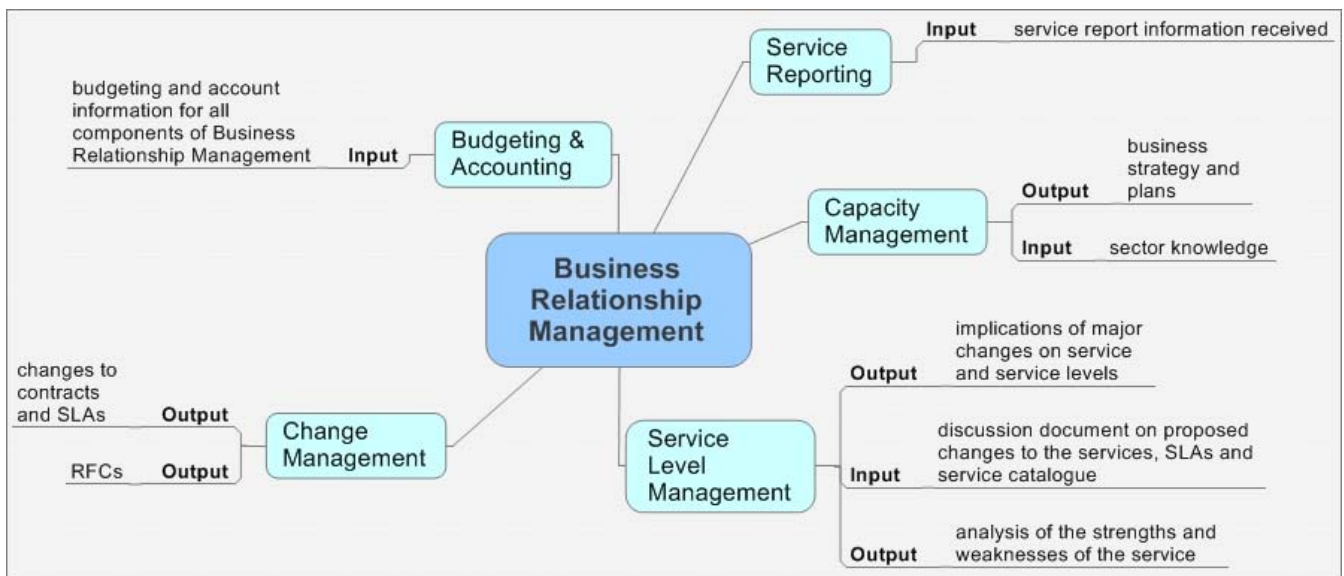 Business
Relationship
Management
Service
Reporting
Input
service report information received
Capacity
Management
Output
business
strategy and
plans
Input
sector knowledge
Service
Level
Management
Output
implications of major
changes on service
and service levels
Input
discussion document on proposed
changes to the services, SLAs and
service catalogue
Output
analysis of the strengths and
weaknesses of the service
Change
Management
Output
changes to
contracts
and SLAs
Output
RFCs
Budgeting &
Accounting
Input
budgeting and account
information for all
components of Business
Relationship Management